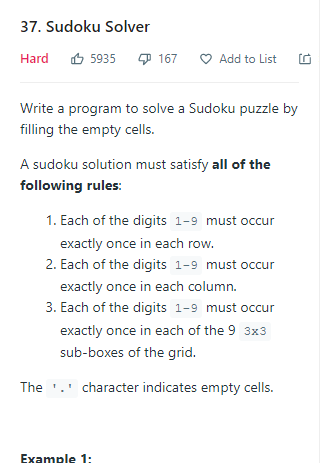 37. Sudoku Solver
Hard 5935 167 Add to List
Write a program to solve a Sudoku puzzle by
filling the empty cells.
A sudoku solution must satisfy all of the
following rules:
1. Each of the digits 1-9 must occur
exactly once in each row.
2. Each of the digits 1-9 must occur
exactly once in each column.
3. Each of the digits 1-9 must occur
exactly once in each of the 9 3x3
sub-boxes of the grid.
The '.' character indicates empty cells.
Example 1: